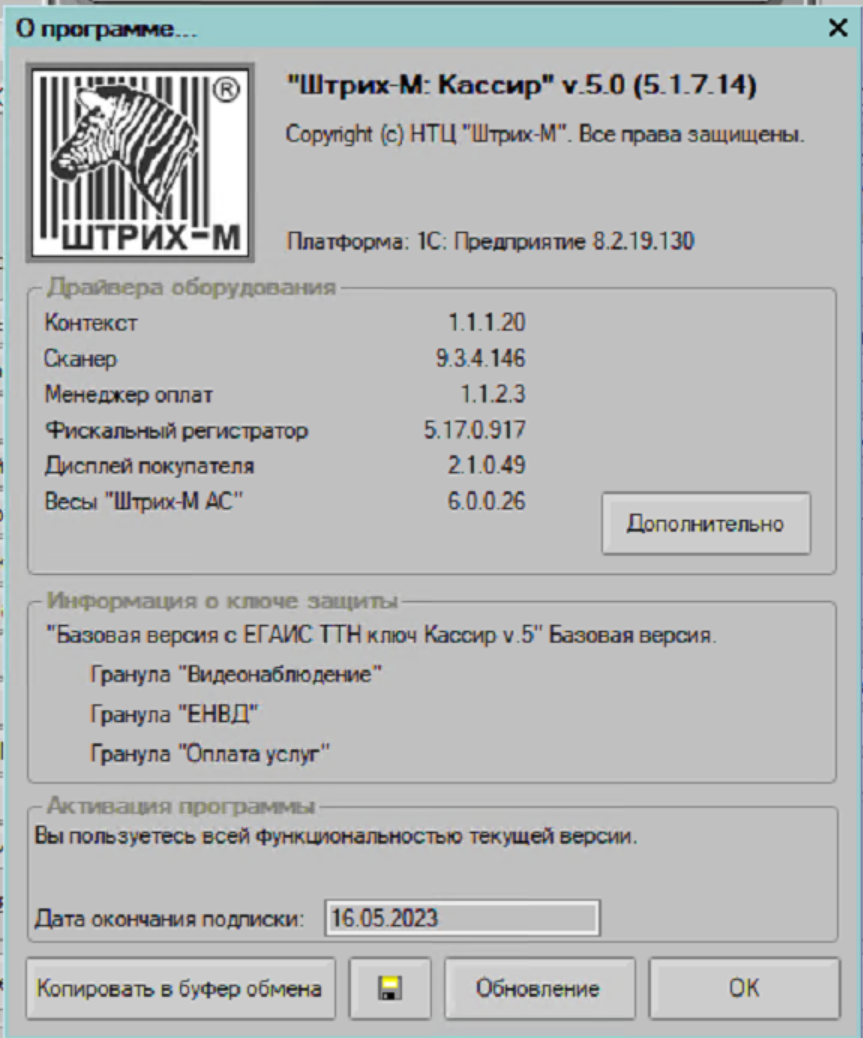 О программе...
®
ШТРИХ-М
"Штрих-М: Кассир" v.5.0 (5.1.7.14)
Copyright (c) НТЦ "Штрих-М". Все права защищены.
Платформа: 1С: Предприятие 8.2.19.130
Драйвера оборудования
Контекст 1.1.1.20
Сканер 9.3.4.146
Менеджер оплат 1.1.2.3
Фискальный регистратор 5.17.0.917
Дисплей покупателя 2.1.0.49
Весы "Штрих-М АС" 6.0.0.26
Дополнительно
Информация о ключе защиты
"Базовая версия с ЕГАИС ТТН ключ Кассир v.5" Базовая версия.
Гранула "Видеонаблюдение"
Гранула "ЕНВД"
Гранула "Оплата услуг"
Активация программы
Вы пользуетесь всей функциональностью текущей версии.
Дата окончания подписки: 16.05.2023
Копировать в буфер обмена Обновление ОК